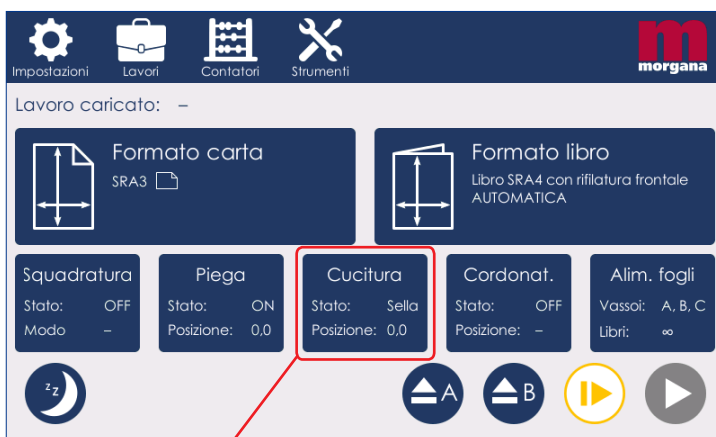 Impostazioni Lavori Contatori Strumenti
morgana
Lavoro caricato: –
Formato carta
SRA3
Formato libro
Libro SRA4 con rifilatura frontale
AUTOMATICA
Squadratura
Stato: OFF
Modo –
Piega
Stato: ON
Posizione: 0,0
Cucitura
Stato: Sella
Posizione: 0,0
Cordonat.
Stato: OFF
Posizione: –
Alim. fogli
Vassoi: A, B, C
Libri: ∞
zz
A
B